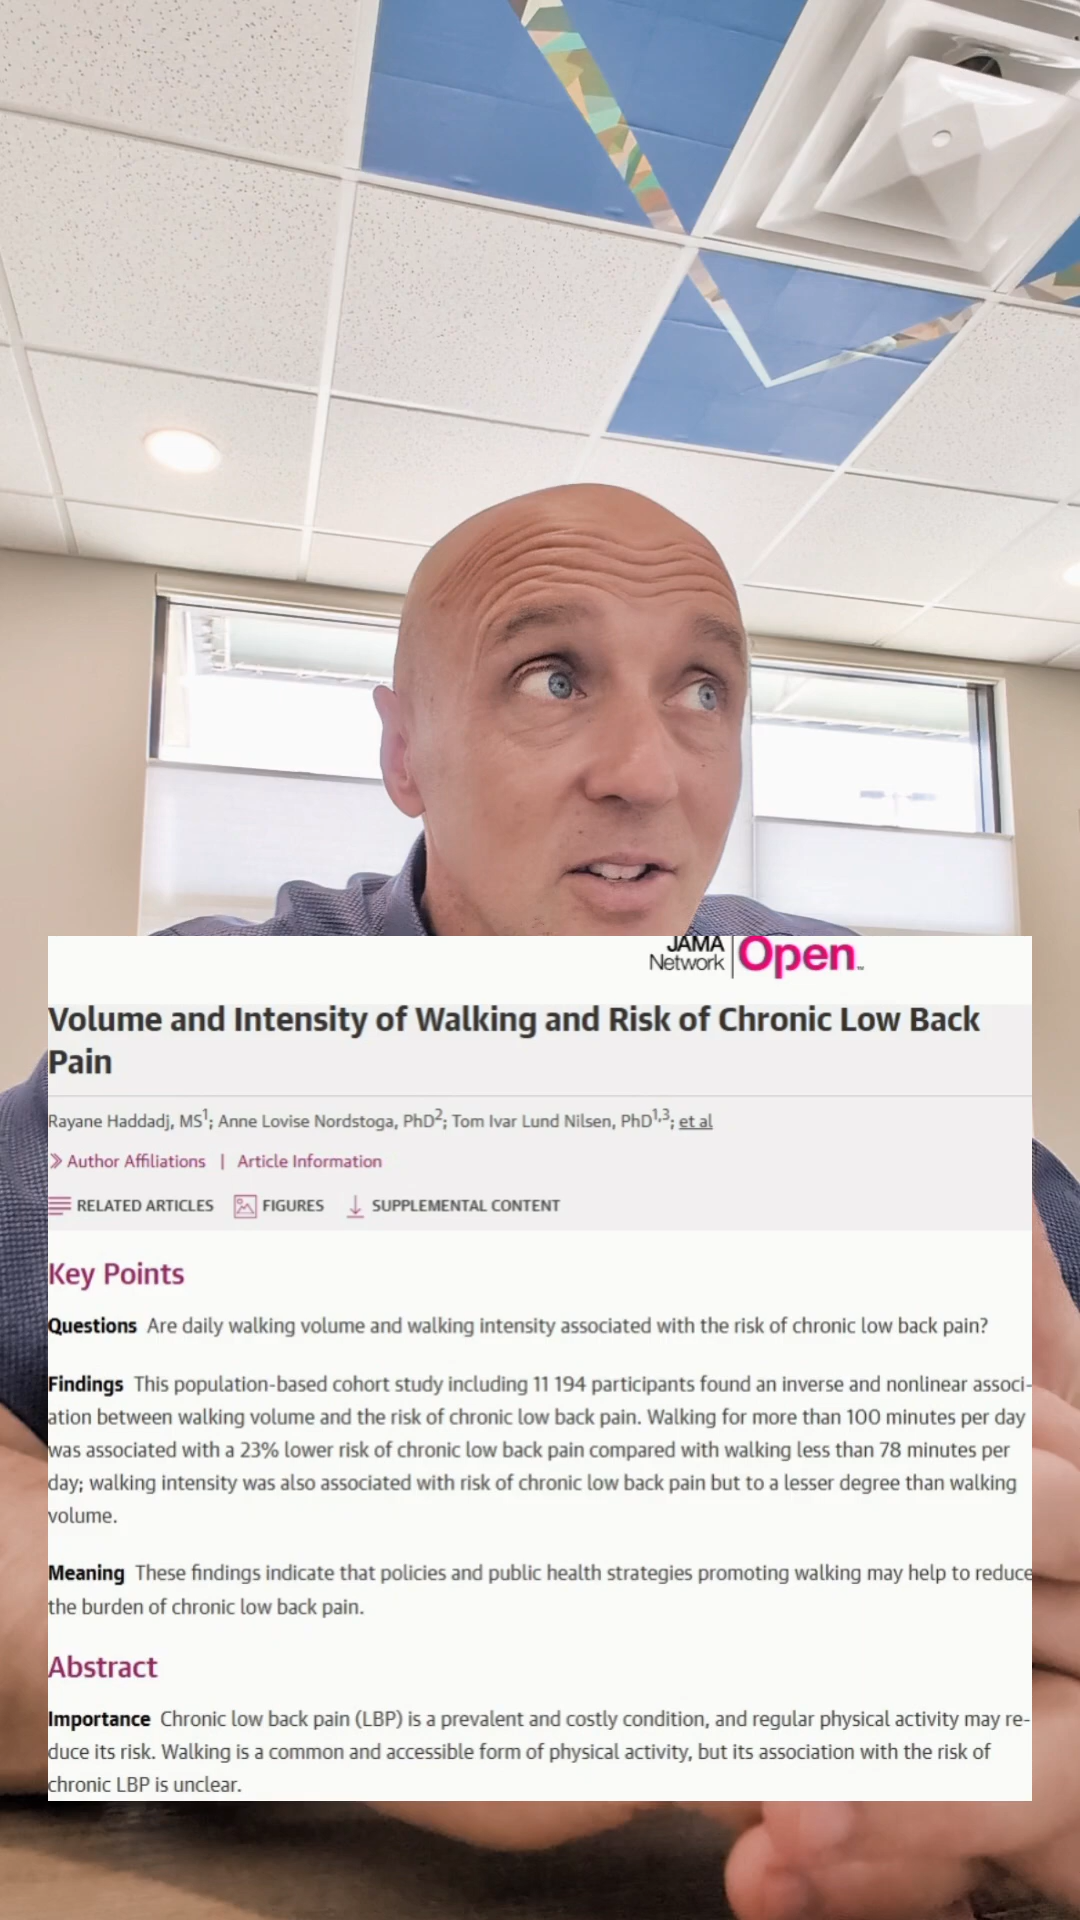 JAMA
Network
Open™
Volume and Intensity of Walking and Risk of Chronic Low Back
Pain
Rayane Haddadj, MS1; Anne Lovise Nordstoga, PhD2; Tom Ivar Lund Nilsen, PhD1,3; et al
Author Affiliations | Article Information
RELATED ARTICLES FIGURES SUPPLEMENTAL CONTENT
Key Points
Questions Are daily walking volume and walking intensity associated with the risk of chronic low back pain?
Findings This population-based cohort study including 11 194 participants found an inverse and nonlinear associ-
ation between walking volume and the risk of chronic low back pain. Walking for more than 100 minutes per day
was associated with a 23% lower risk of chronic low back pain compared with walking less than 78 minutes per
day; walking intensity was also associated with risk of chronic low back pain but to a lesser degree than walking
volume.
Meaning These findings indicate that policies and public health strategies promoting walking may help to reduce
the burden of chronic low back pain.
Abstract
Importance Chronic low back pain (LBP) is a prevalent and costly condition, and regular physical activity may re-
duce its risk. Walking is a common and accessible form of physical activity, but its association with the risk of
chronic LBP is unclear.